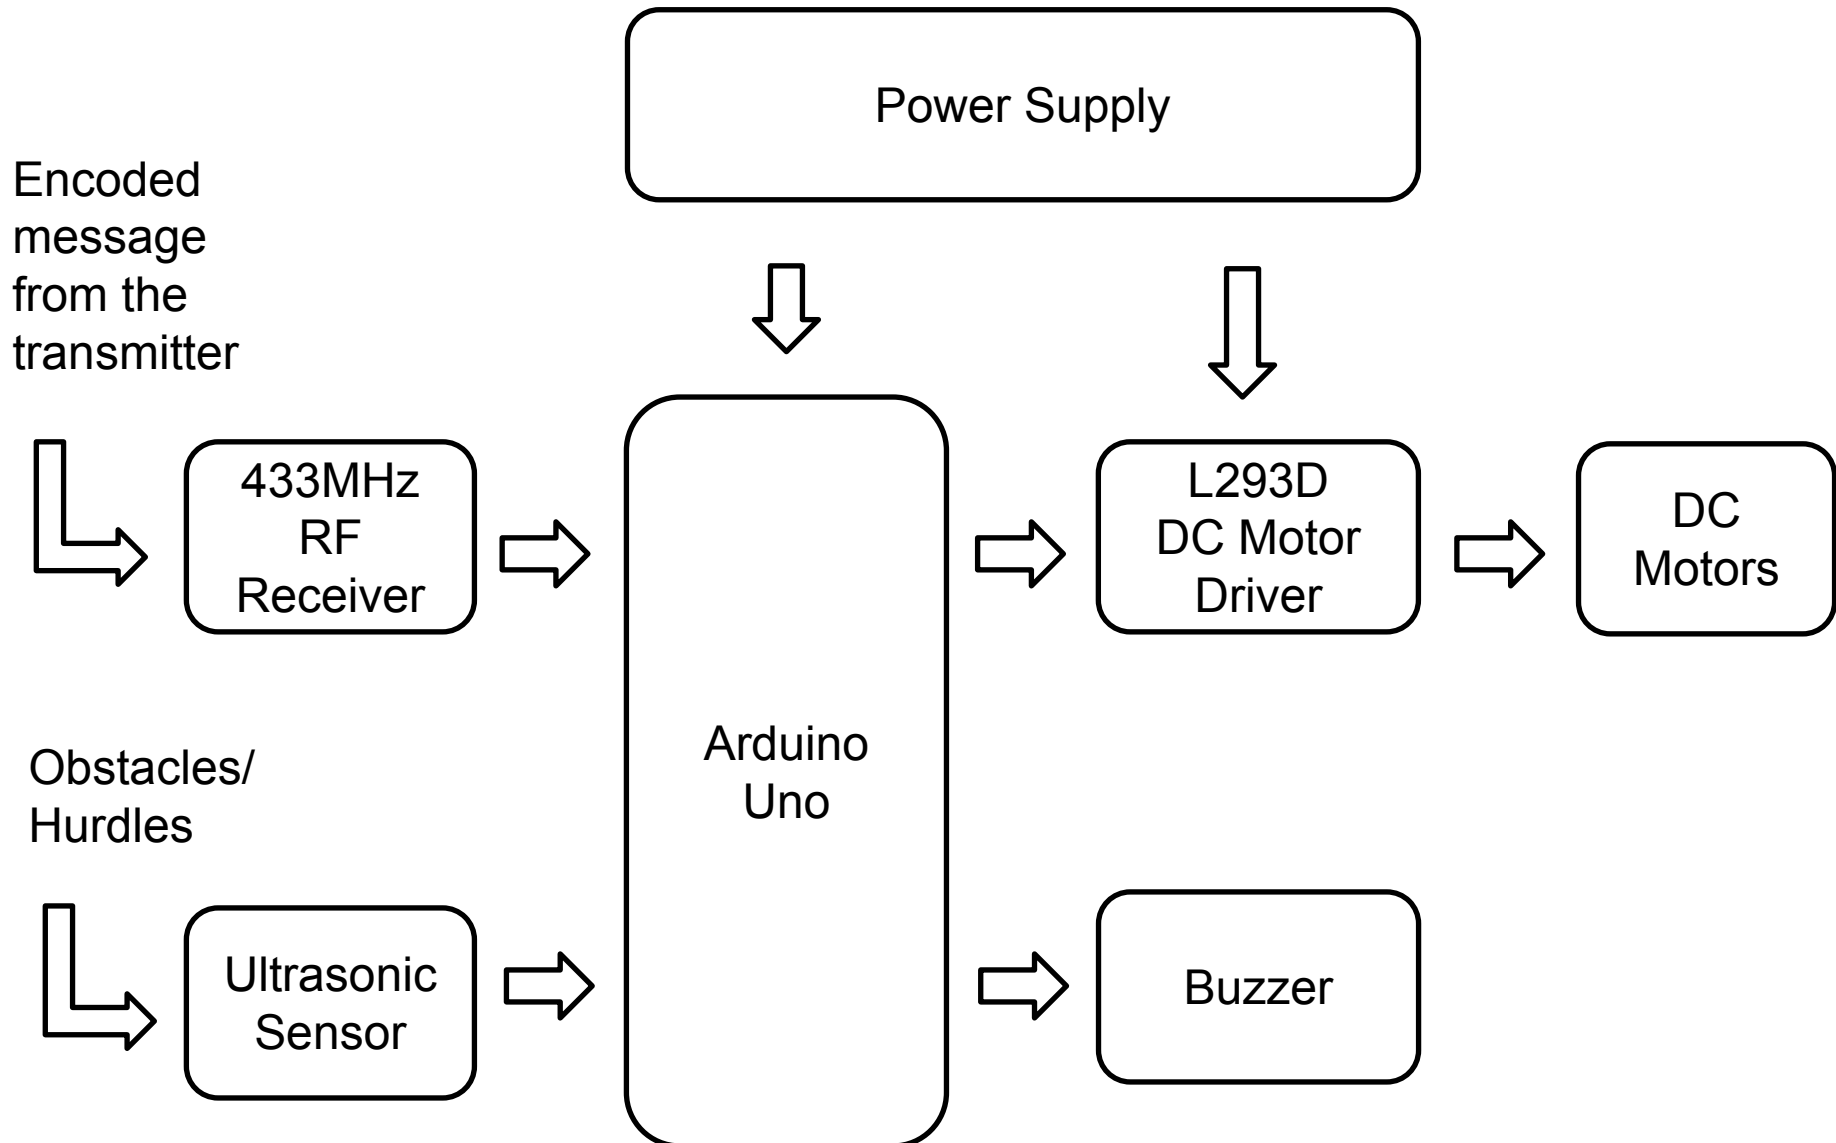 Power Supply
Encoded
message
from the
transmitter
433MHz
RF
Receiver
L293D
DC Motor
Driver
DC
Motors
Arduino
Uno
Obstacles/
Hurdles
Ultrasonic
Sensor
Buzzer